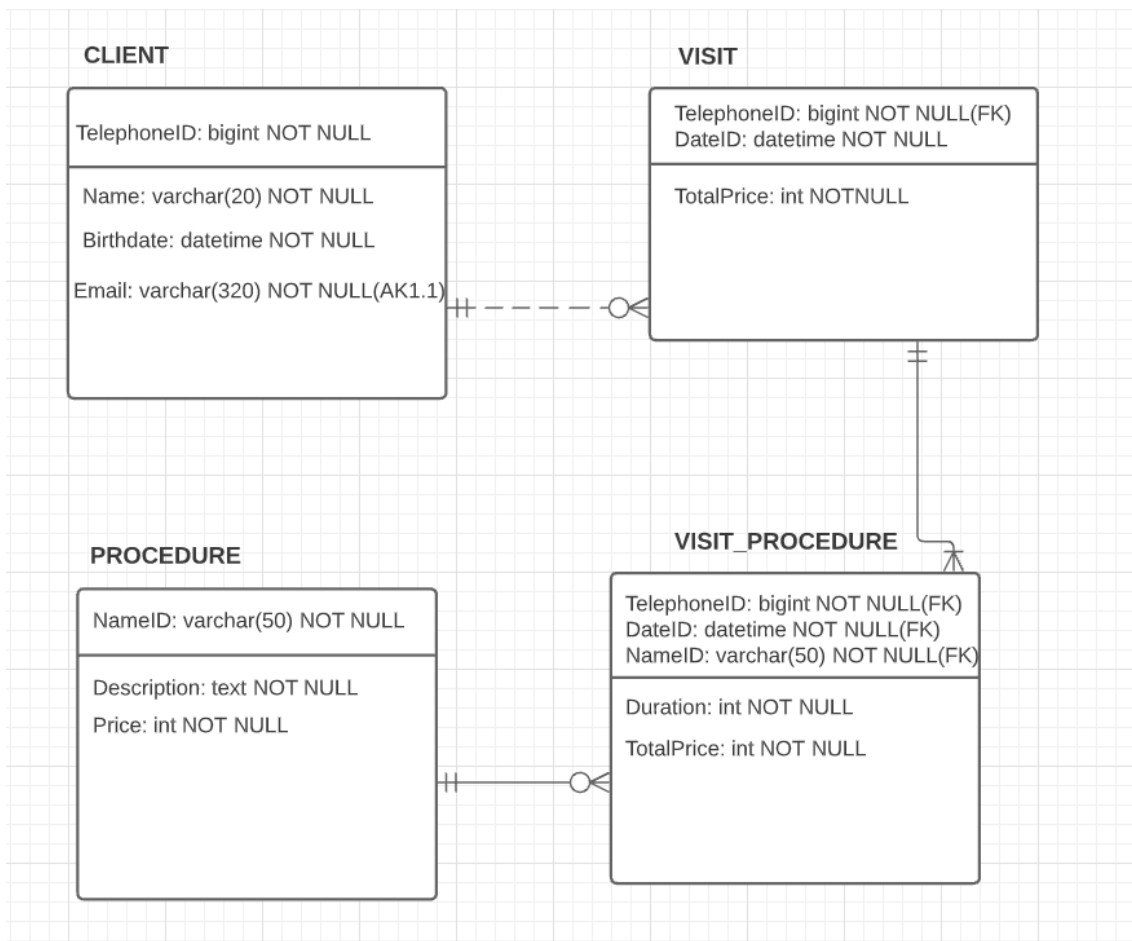 CLIENT
TelephoneID: bigint NOT NULL
Name: varchar(20) NOT NULL
Birthdate: datetime NOT NULL
Email: varchar(320) NOT NULL(AK1.1)
VISIT
TelephoneID: bigint NOT NULL(FK)
DateID: datetime NOT NULL
TotalPrice: int NOTNULL
PROCEDURE
NameID: varchar(50) NOT NULL
Description: text NOT NULL
Price: int NOT NULL
VISIT_PROCEDURE
TelephoneID: bigint NOT NULL(FK)
DateID: datetime NOT NULL(FK)
NameID: varchar(50) NOT NULL(FK)
Duration: int NOT NULL
TotalPrice: int NOT NULL